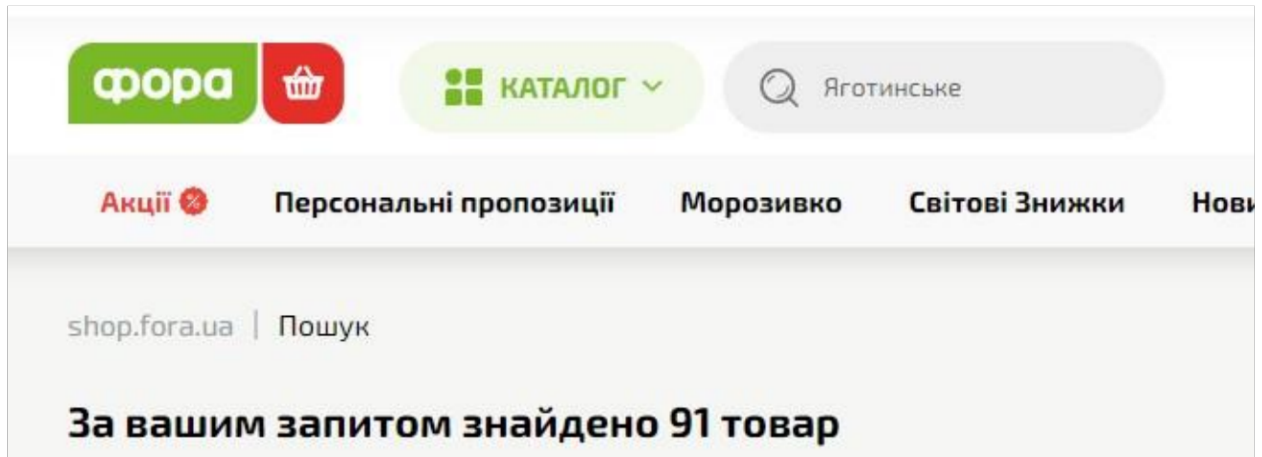 фора КАТАЛОГ Яготинське
Акції Персональні пропозиції Морозивко Світові Знижки Нови
shop.fora.ua | Пошук
За вашим запитом знайдено 91 товар